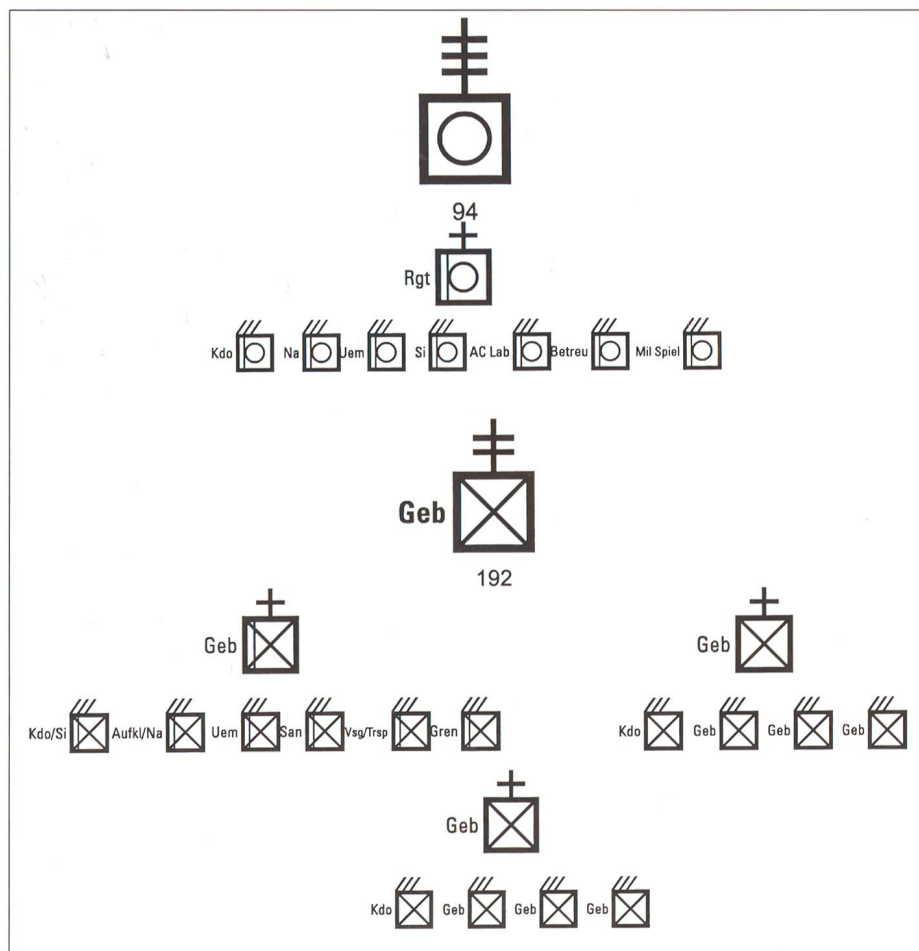 94
Rgt
Kdo Na Uem Si AC Lab Betreu Mil Spiel
Geb
192
Geb Geb
Kdo/Si Aufkl/Na Uem San Vsg/Trsp Gren Kdo Geb Geb Geb
Geb
Kdo Geb Geb Geb